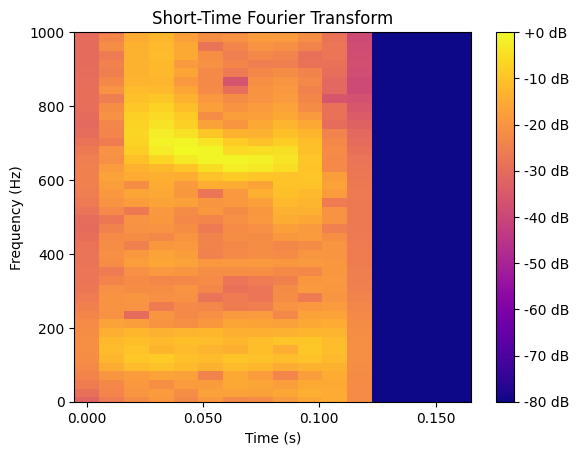 Short-Time Fourier Transform
Frequency (Hz)
1000
800
600
400
200
0
0.000
0.050
0.100
0.150
Time (s)
+0 dB
-10 dB
-20 dB
-30 dB
-40 dB
-50 dB
-60 dB
-70 dB
-80 dB